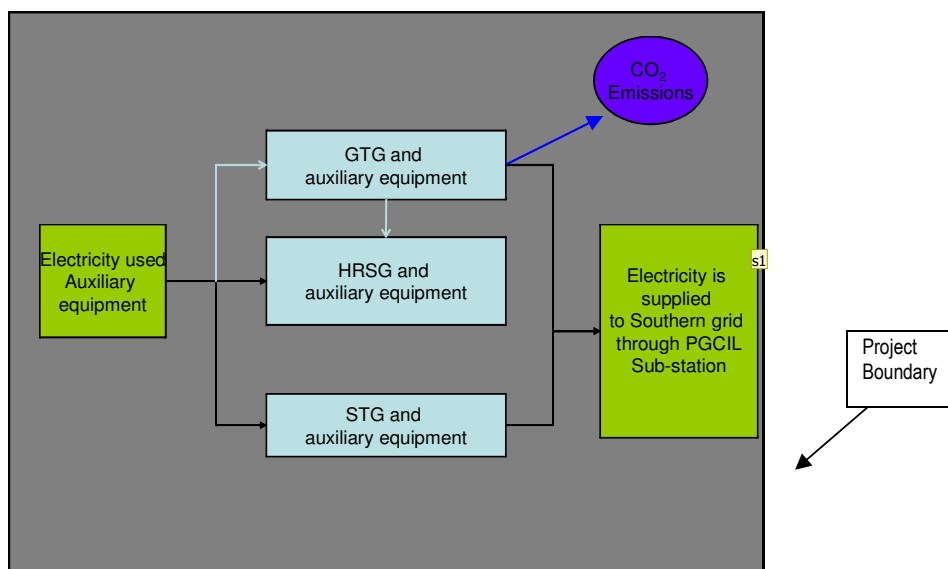 CO₂
Emissions
GTG and
auxiliary equipment
Electricity used
Auxiliary
equipment
HRSG and
auxiliary equipment
s1
Electricity is
supplied
to Southern grid
through PGCIL
Sub-station
Project
Boundary
STG and
auxiliary equipment